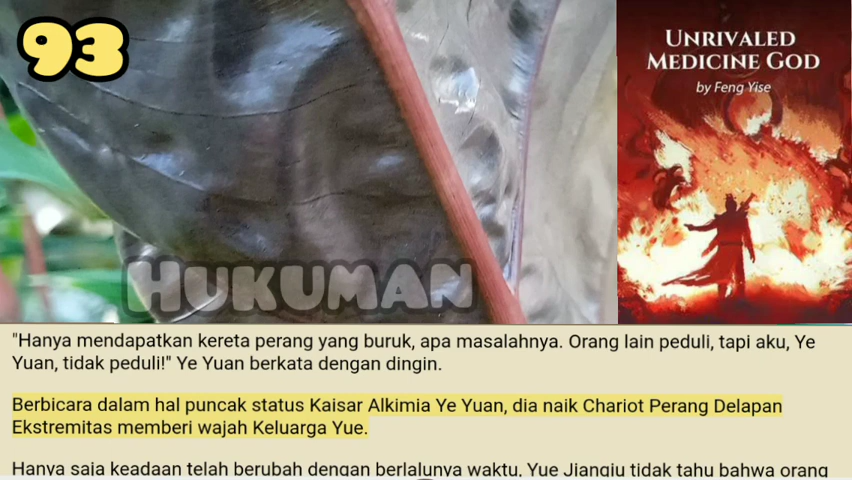 93
UNRIVALED
MEDICINE GOD
by Feng Yise
HUKUMAN
"Hanya mendapatkan kereta perang yang buruk, apa masalahnya. Orang lain peduli, tapi aku, Ye
Yuan, tidak peduli!" Ye Yuan berkata dengan dingin.
Berbicara dalam hal puncak status Kaisar Alkimia Ye Yuan, dia naik Chariot Perang Delapan
Ekstremitas memberi wajah Keluarga Yue.
Hanya saja keadaan telah berubah dengan berlalunya waktu. Yue Jiangiu tidak tahu bahwa orang